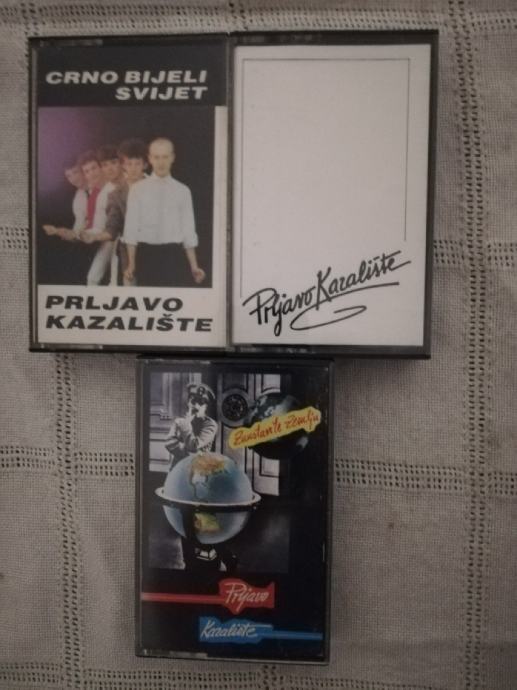 CRNO BIJELI
SVIJET
PRLJAVO
KAZALIŠTE
Prljavo Kazalište
Zaustavite Zemlju
Prljavo
Kazalište